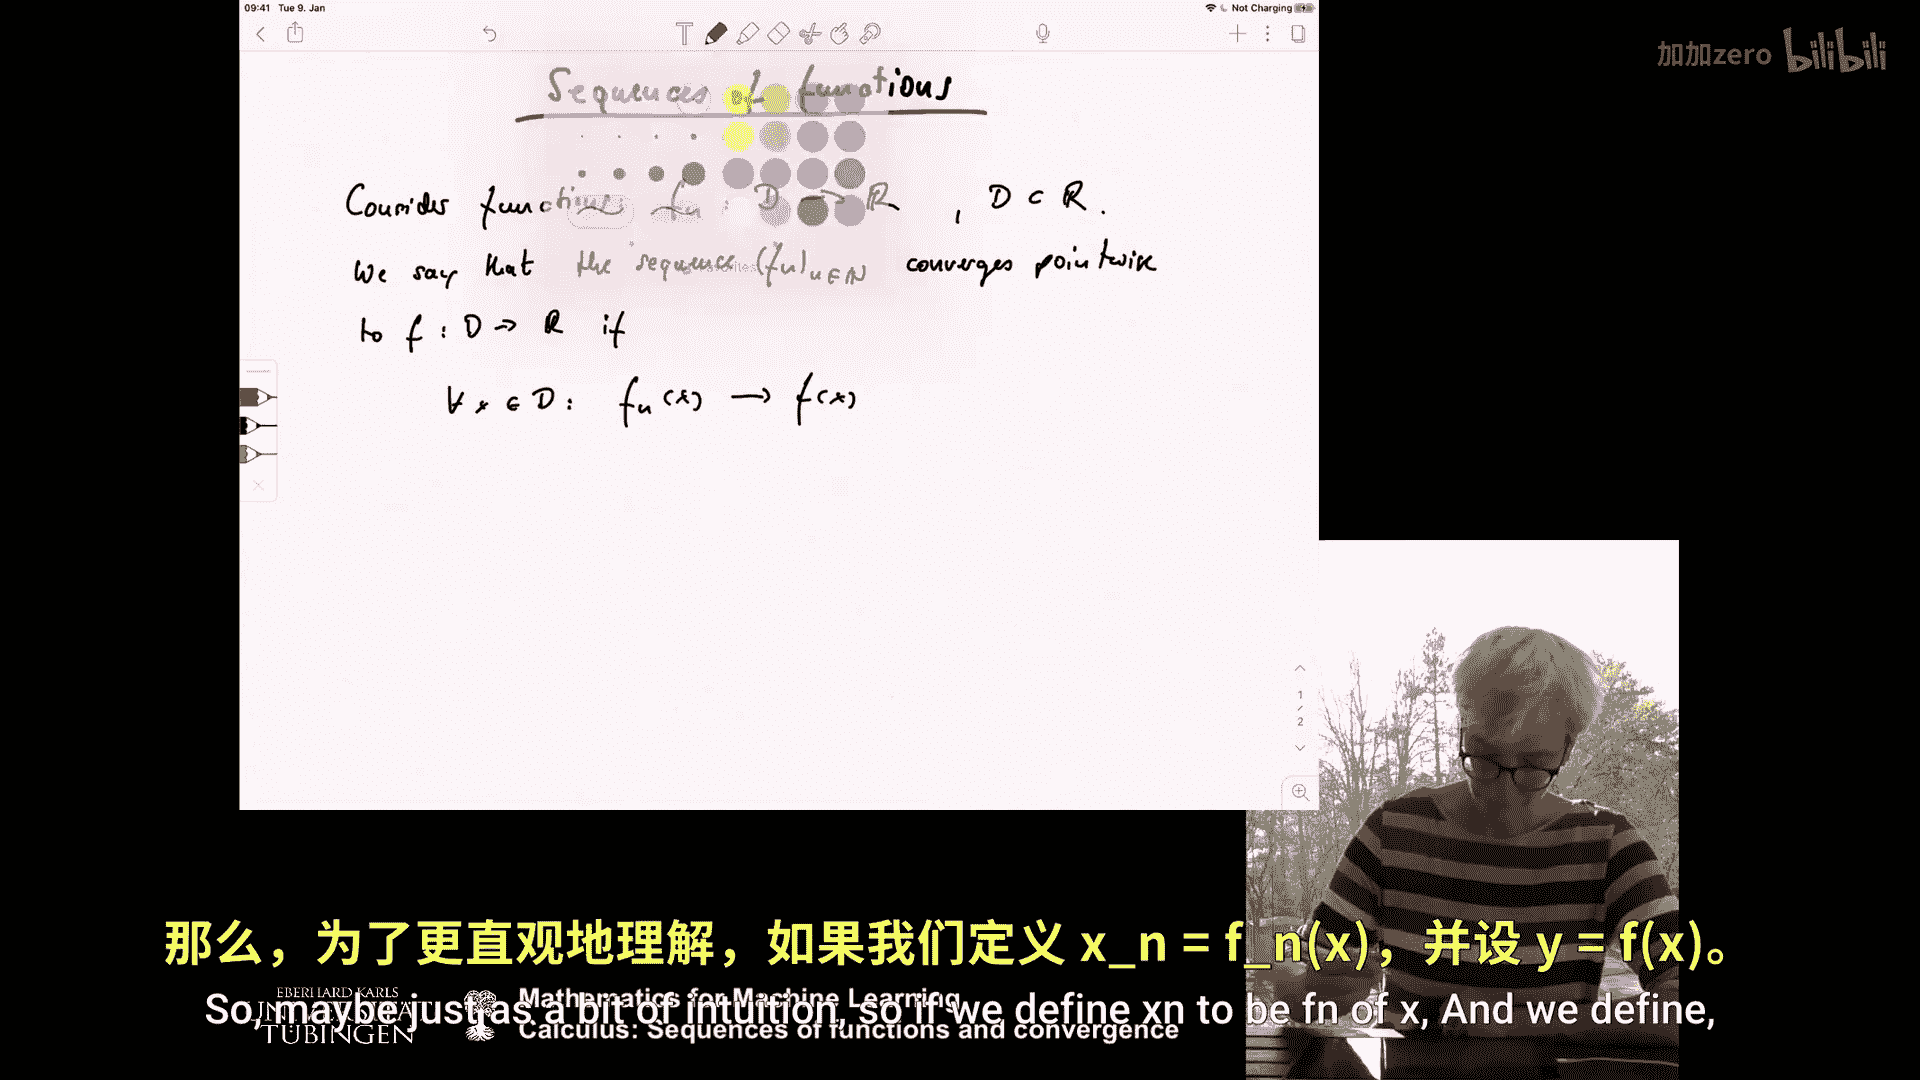 09:41 Tue 9. Jan
Not Charging
加加zero bilibili
Sequences of functions
Consider functions fn : D → R , D ⊂ R .
We say that the sequence (fn)n∈N converges pointwise
to f : D → R if
∀ x ∈ D : fn(x) → f(x)
1
/
2
那么，为了更直观地理解，如果我们定义 x_n = f_n(x)，并设 y = f(x)。
So, maybe just as a bit of intuition, so if we define xn to be fn of x, And we define,
EBERHARD KARLS
UNIVERSITÄT
TÜBINGEN
Mathematics for Machine Learning
Calculus: Sequences of functions and convergence